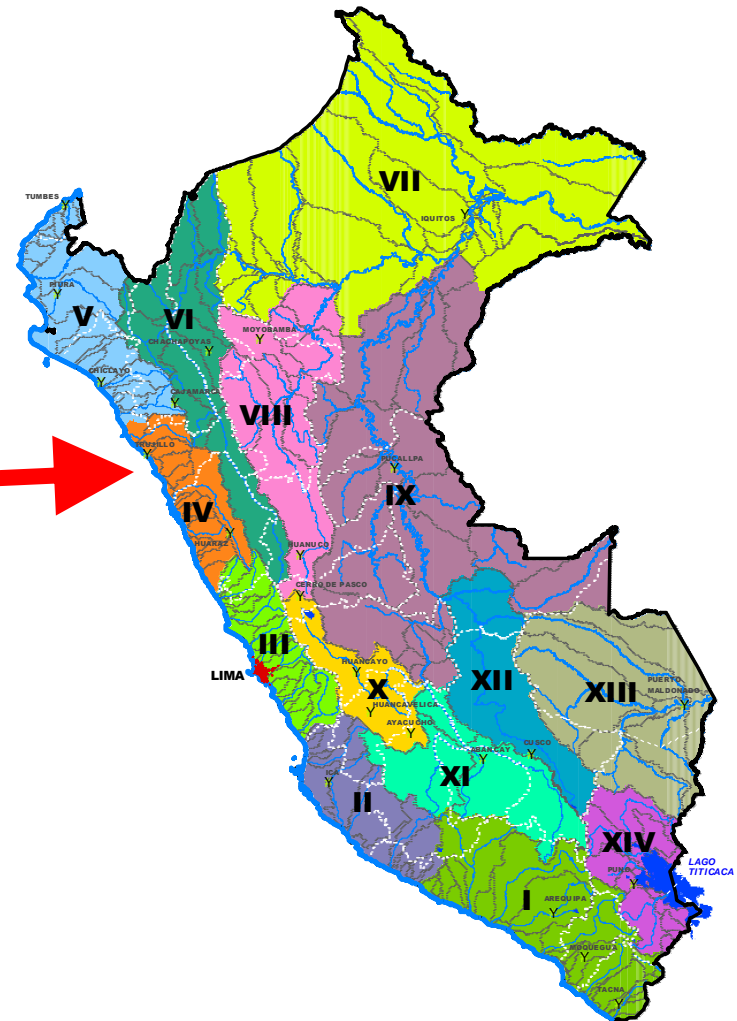 VII
TUMBES
IQUITOS
PIURA
V
VI
MOYOBAMBA
CHACHAPOYAS
CHICLAYO
CAJAMARCA
VIII
TRUJILLO
PUCALLPA
IX
IV
HUARAZ
HUANUCO
CERRO DE PASCO
III
LIMA
HUANCAYO
X
XII
XIII
PUERTO
MALDONADO
HUANCAVELICA
AYACUCHO
ABANCAY
CUSCO
XI
ICA
II
XIV
LAGO
TITICACA
PUNO
I
AREQUIPA
MOQUEGUA
TACNA